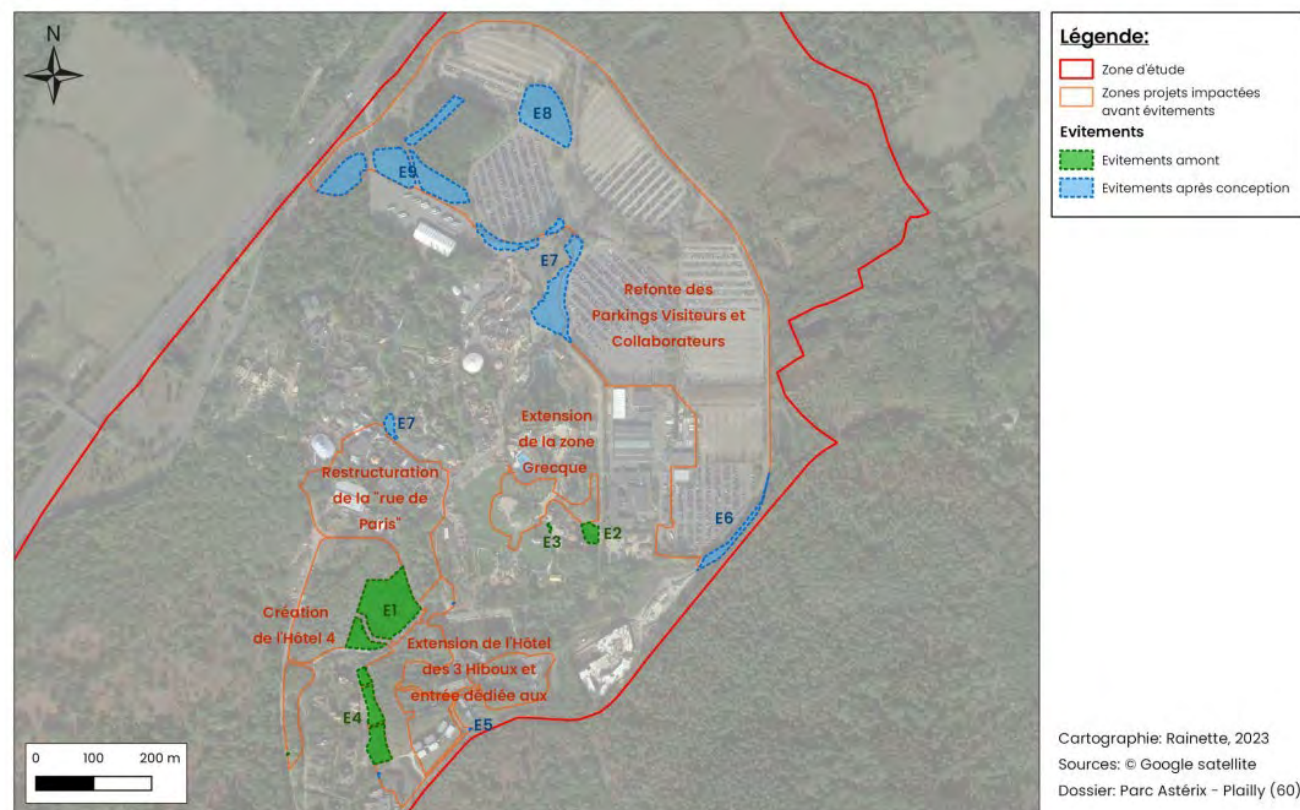 N
E8
E9
E7
Refonte des
Parkings Visiteurs et
Collaborateurs
E7
Extension
de la zone
Grecque
Restructuration
de la "rue de
Paris"
E6
E3
E2
E1
Création
de l'Hôtel 4
Extension de l'Hôtel
des 3 Hiboux et
entrée dédiée aux
E4
E5
0 100 200 m
Légende:
Zone d'étude
Zones projets impactées
avant évitements
Evitements
Evitements amont
Evitements après conception
Cartographie: Rainette, 2023
Sources: © Google satellite
Dossier: Parc Astérix - Plailly (60)